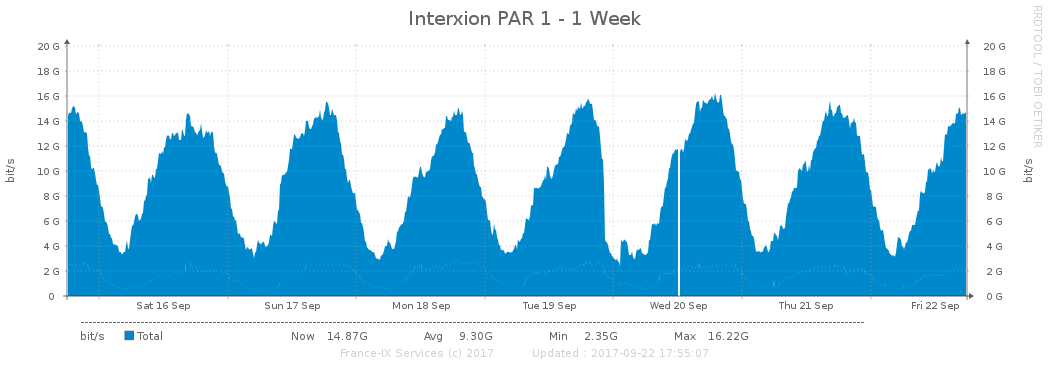 Interxion PAR 1 - 1 Week
RRDTOOL / TOBI OETIKER
bit/s
bit/s
20 G 20 G
18 G 18 G
16 G 16 G
14 G 14 G
12 G 12 G
10 G 10 G
8 G 8 G
6 G 6 G
4 G 4 G
2 G 2 G
0 0 G
Sat 16 Sep Sun 17 Sep Mon 18 Sep Tue 19 Sep Wed 20 Sep Thu 21 Sep Fri 22 Sep
bit/s Total Now 14.87G Avg 9.30G Min 2.35G Max 16.22G
France-IX Services (c) 2017 Updated : 2017-09-22 17:55:07